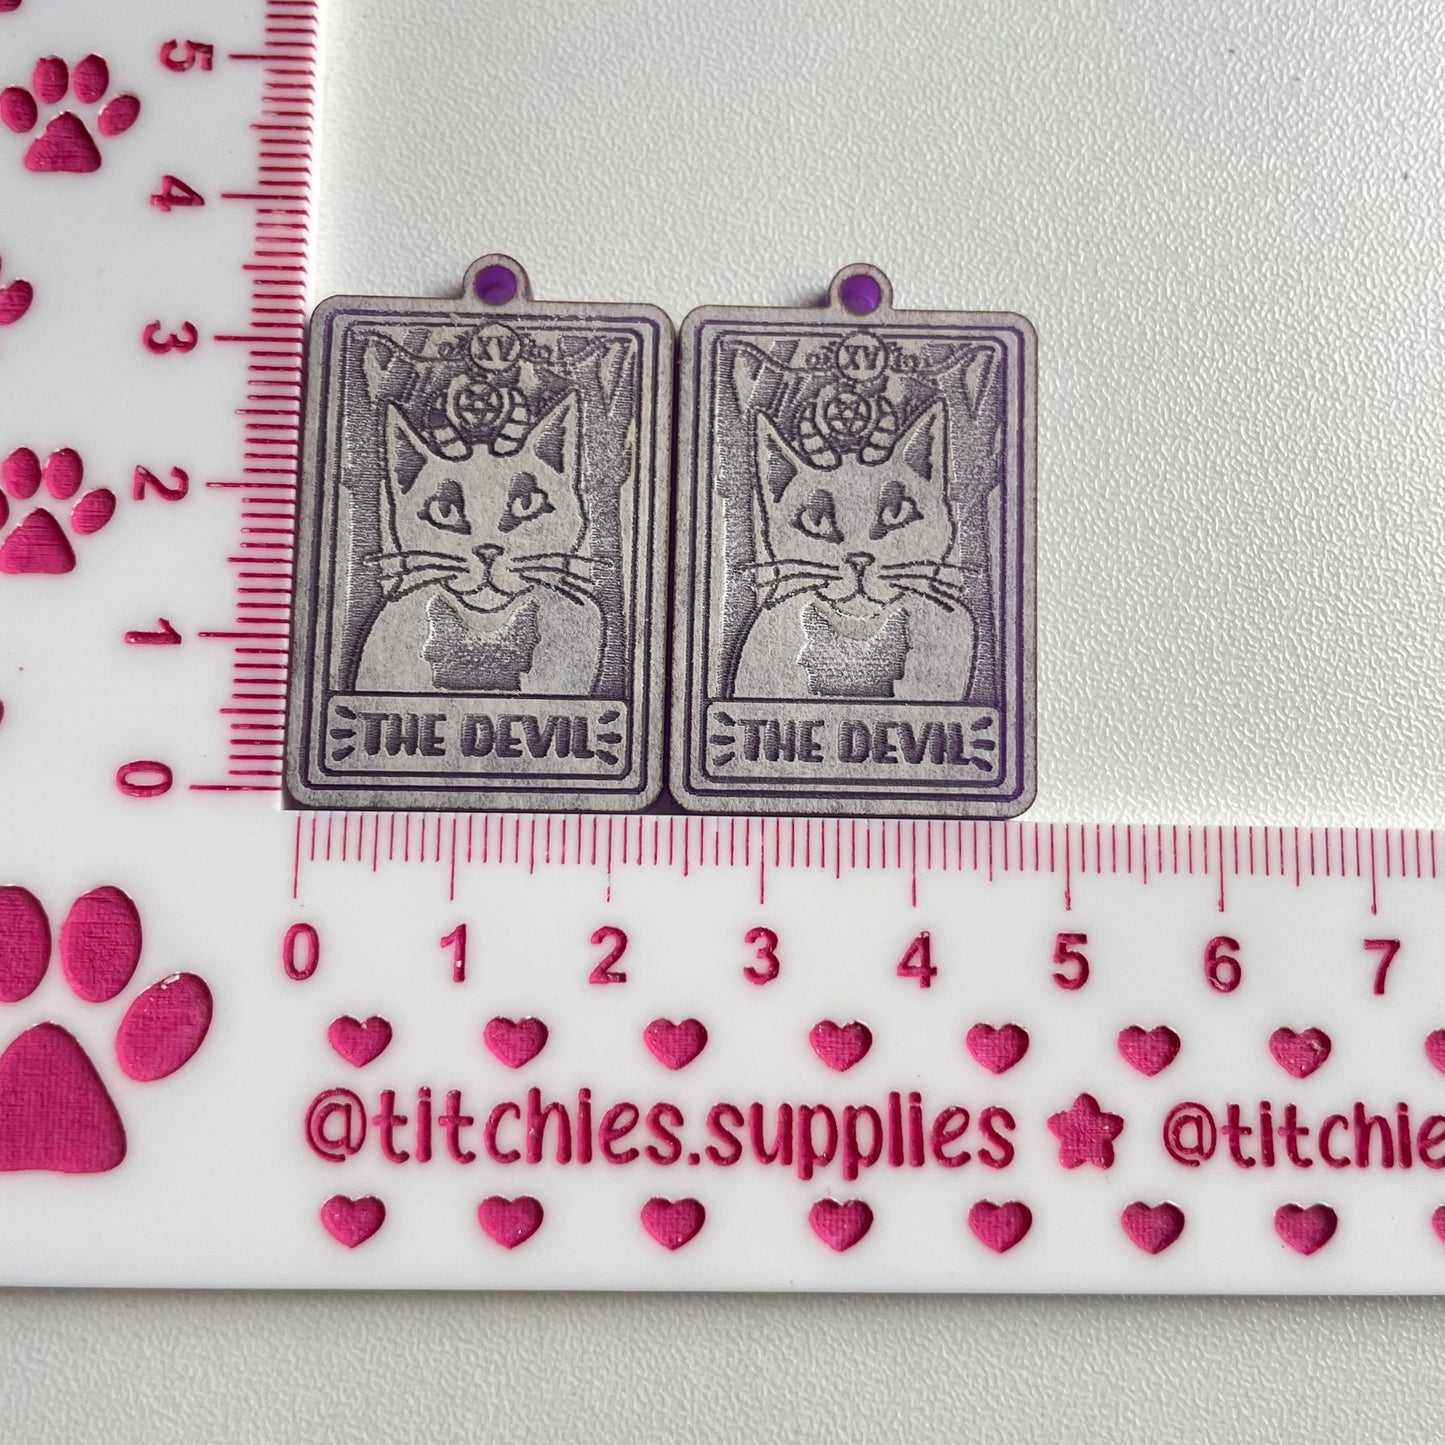 5
4
3
2
1
0
XV XV
THE DEVIL THE DEVIL
0 1 2 3 4 5 6 7
@titchies.supplies ★ @titchie